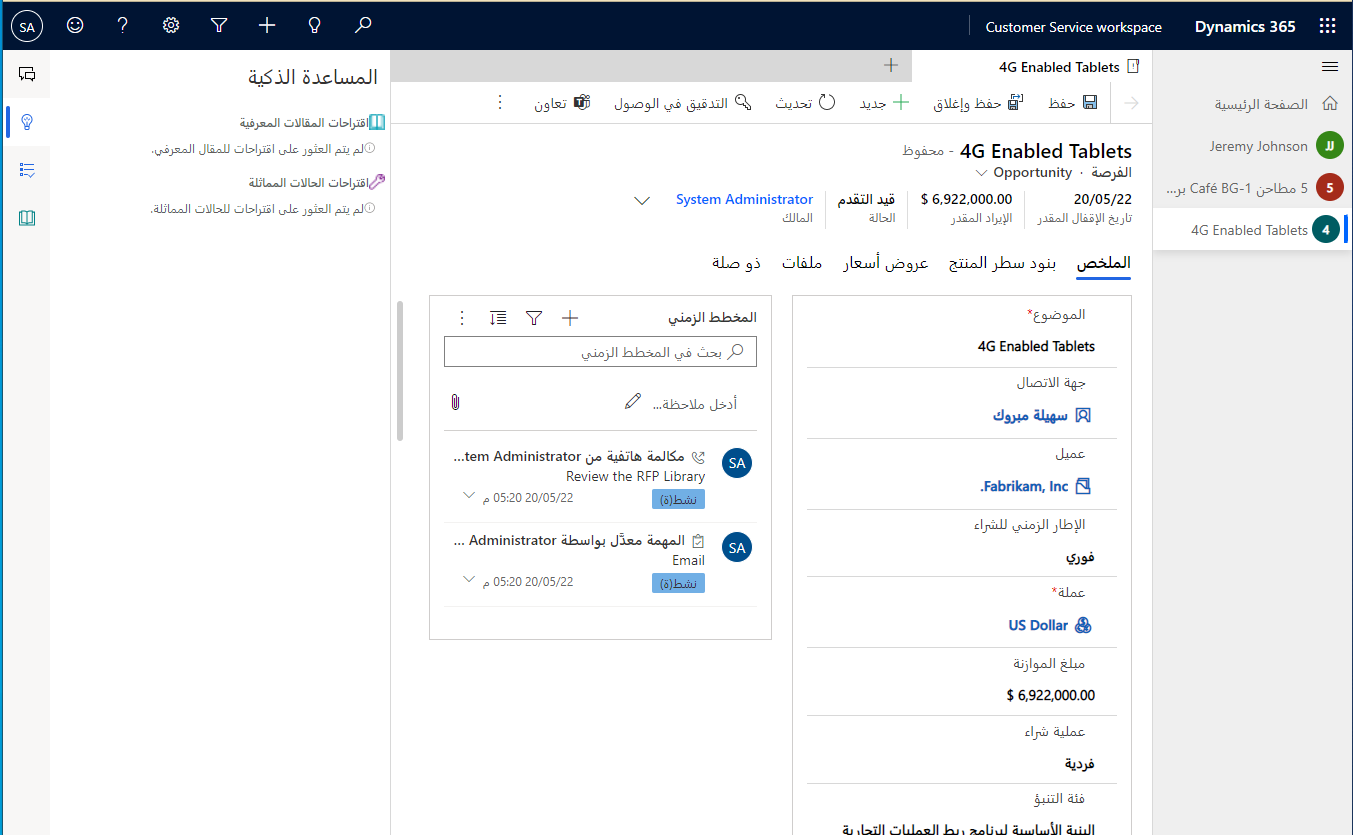 Dynamics 365
Customer Service workspace
SA
الصفحة الرئيسية
JJ Jeremy Johnson
5 5 مطاحن Café BG-1 بر...
4 4G Enabled Tablets
4G Enabled Tablets
حفظ
حفظ وإغلاق
جديد
تحديث
التدقيق في الوصول
تعاون
4G Enabled Tablets - محفوظ
الفرصة · Opportunity
20/05/22
تاريخ الإقفال المقدر
$ 6,922,000.00
الإيراد المقدر
قيد التقدم
الحالة
System Administrator
المالك
الملخص
بنود سطر المنتج
عروض أسعار
ملفات
ذو صلة
الموضوع*
4G Enabled Tablets
جهة الاتصال
سهيلة مبروك
عميل
Fabrikam, Inc.
الإطار الزمني للشراء
فوري
عملة*
US Dollar
مبلغ الموازنة
$ 6,922,000.00
عملية شراء
فردية
فئة التنبؤ
البنية الأساسية لبرنامج ربط العمليات التجارية
المخطط الزمني
بحث في المخطط الزمني
أدخل ملاحظة...
SA
مكالمة هاتفية من tem Administrator...
Review the RFP Library
نشط(ة)
20/05/22 05:20 م
SA
المهمة معدَّل بواسطة Administrator ...
Email
نشط(ة)
20/05/22 05:20 م
المساعدة الذكية
اقتراحات المقالات المعرفية
لم يتم العثور على اقتراحات للمقال المعرفي.
اقتراحات الحالات المماثلة
لم يتم العثور على اقتراحات للحالات المماثلة.